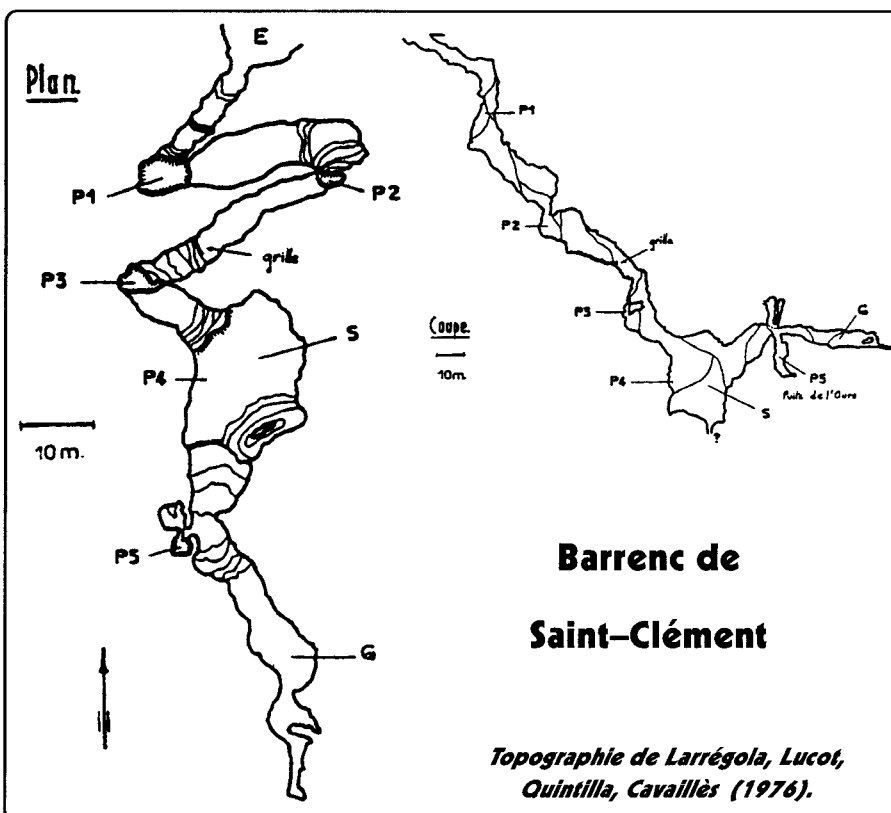 Plan.
E
P1
P2
grille
P3
S
P4
10 m.
P5
G
P1
P2
grille
P3
Coupe.
10m.
G
P4
P5
Puits de l'Ours
S
?
Barrenc de
Saint-Clément
Topographie de Larrégola, Lucot,
Quintilla, Cavaillès (1976).